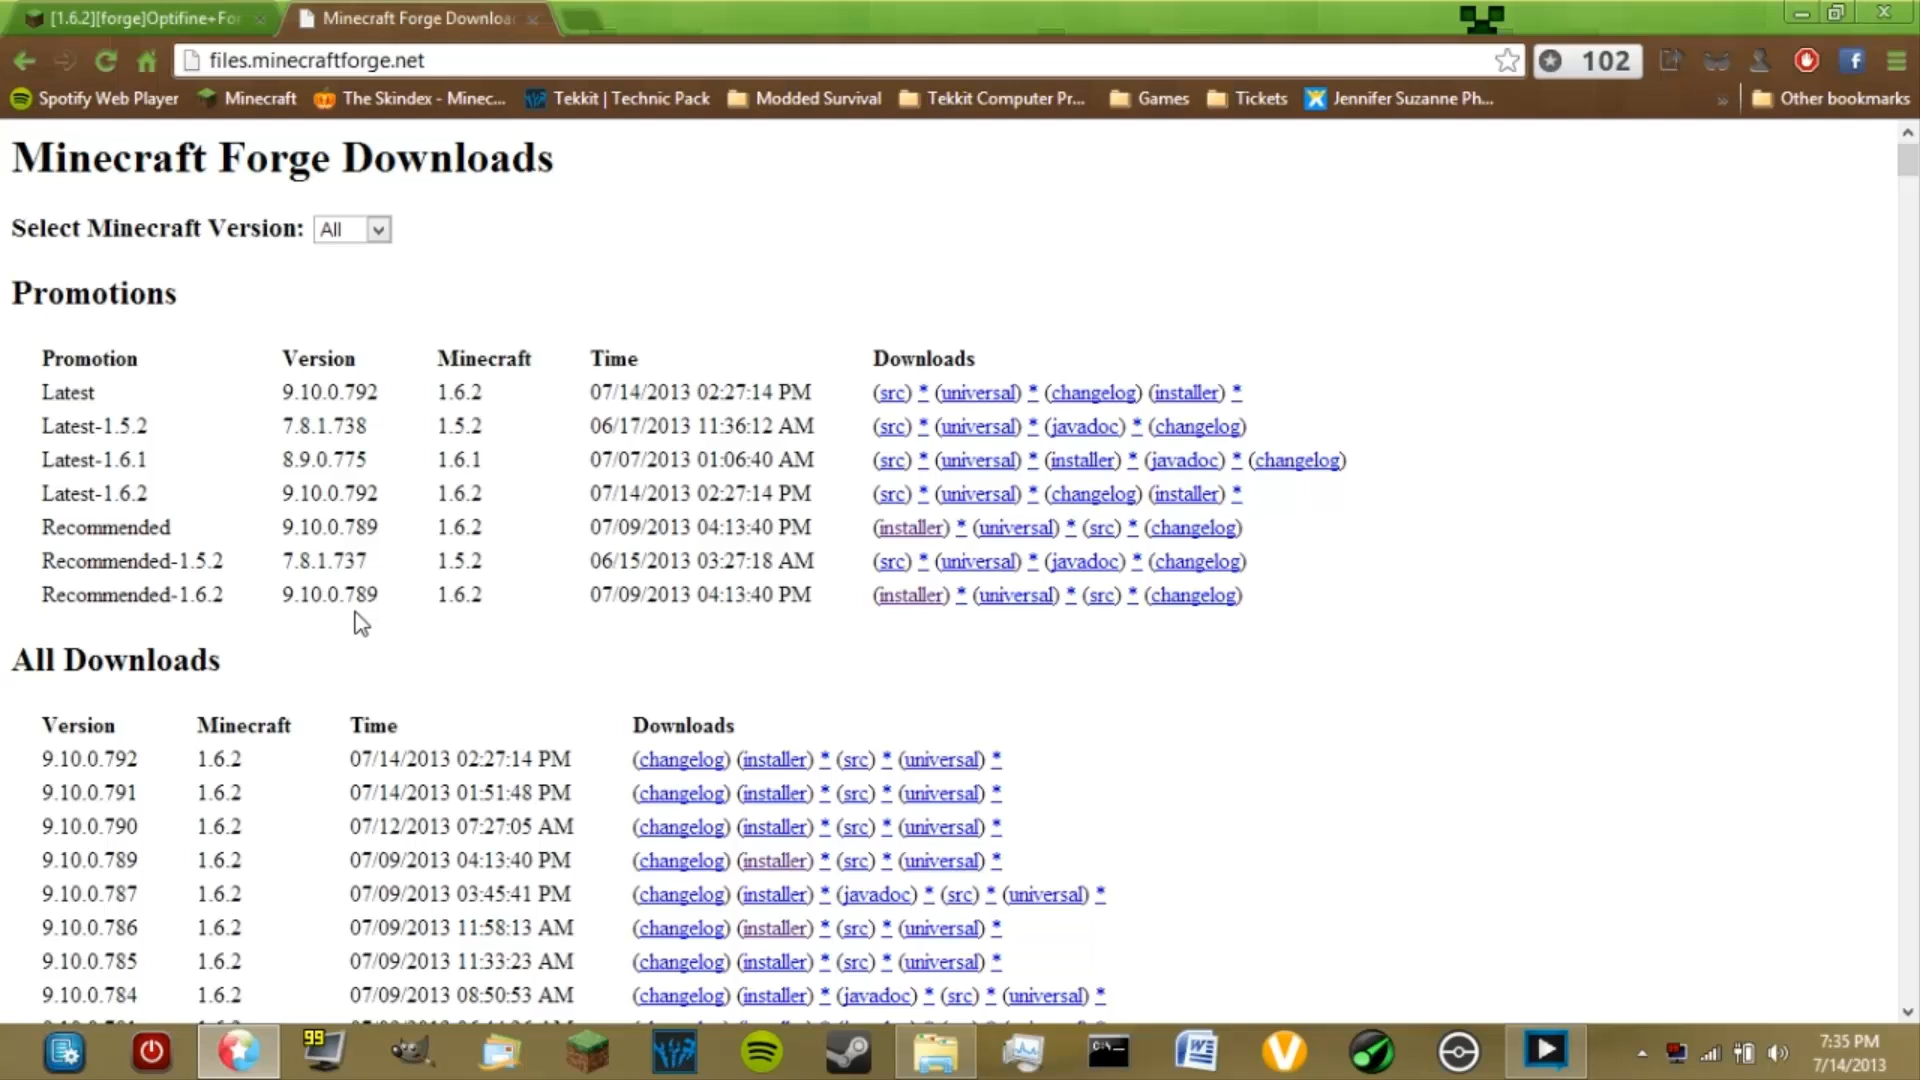 [1.6.2][forge]Optifine+Fo
Minecraft Forge Downloa
files.minecraftforge.net
102
Spotify Web Player Minecraft The Skindex - Minec... Tekkit | Technic Pack Modded Survival Tekkit Computer Pr... Games Tickets Jennifer Suzanne Ph... » Other bookmarks
Minecraft Forge Downloads
Select Minecraft Version: All
Promotions
Promotion Version Minecraft Time Downloads
Latest 9.10.0.792 1.6.2 07/14/2013 02:27:14 PM (src) * (universal) * (changelog) (installer) *
Latest-1.5.2 7.8.1.738 1.5.2 06/17/2013 11:36:12 AM (src) * (universal) * (javadoc) * (changelog)
Latest-1.6.1 8.9.0.775 1.6.1 07/07/2013 01:06:40 AM (src) * (universal) * (installer) * (javadoc) * (changelog)
Latest-1.6.2 9.10.0.792 1.6.2 07/14/2013 02:27:14 PM (src) * (universal) * (changelog) (installer) *
Recommended 9.10.0.789 1.6.2 07/09/2013 04:13:40 PM (installer) * (universal) * (src) * (changelog)
Recommended-1.5.2 7.8.1.737 1.5.2 06/15/2013 03:27:18 AM (src) * (universal) * (javadoc) * (changelog)
Recommended-1.6.2 9.10.0.789 1.6.2 07/09/2013 04:13:40 PM (installer) * (universal) * (src) * (changelog)
All Downloads
Version Minecraft Time Downloads
9.10.0.792 1.6.2 07/14/2013 02:27:14 PM (changelog) (installer) * (src) * (universal) *
9.10.0.791 1.6.2 07/14/2013 01:51:48 PM (changelog) (installer) * (src) * (universal) *
9.10.0.790 1.6.2 07/12/2013 07:27:05 AM (changelog) (installer) * (src) * (universal) *
9.10.0.789 1.6.2 07/09/2013 04:13:40 PM (changelog) (installer) * (src) * (universal) *
9.10.0.787 1.6.2 07/09/2013 03:45:41 PM (changelog) (installer) * (javadoc) * (src) * (universal) *
9.10.0.786 1.6.2 07/09/2013 11:58:13 AM (changelog) (installer) * (src) * (universal) *
9.10.0.785 1.6.2 07/09/2013 11:33:23 AM (changelog) (installer) * (src) * (universal) *
9.10.0.784 1.6.2 07/09/2013 08:50:53 AM (changelog) (installer) * (javadoc) * (src) * (universal) *
99
7:35 PM
7/14/2013